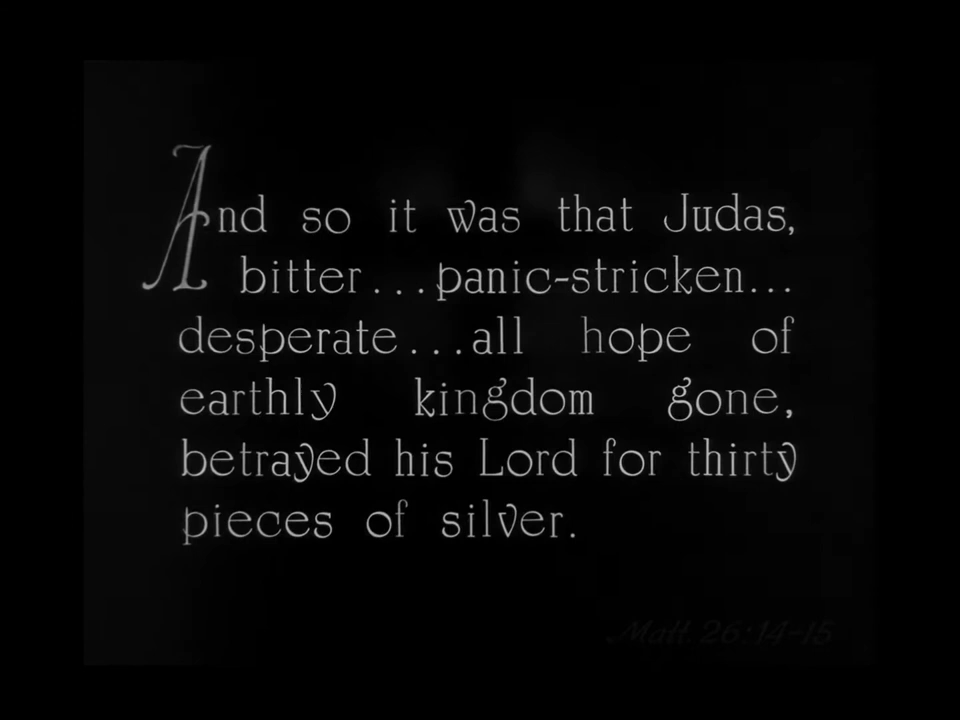 And so it was that Judas,
bitter...panic-stricken...
desperate...all hope of
earthly kingdom gone,
betrayed his Lord for thirty
pieces of silver.
Matt. 26:14-15